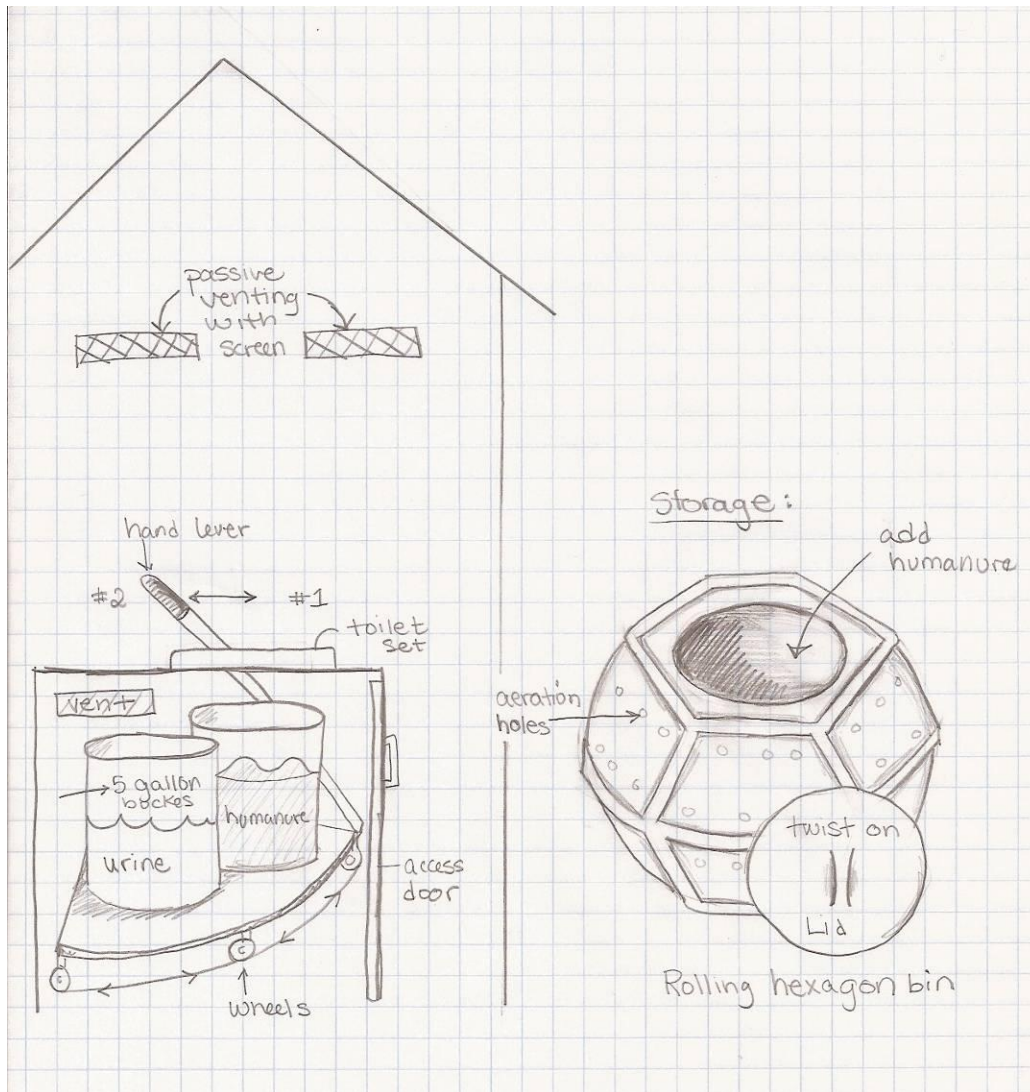 passive
venting
with
screen
hand lever
#2
#1
toilet
set
vent
5 gallon
buckes
urine
humanure
access
door
wheels
Storage:
add
humanure
aeration
holes
twist on
Lid
Rolling hexagon bin